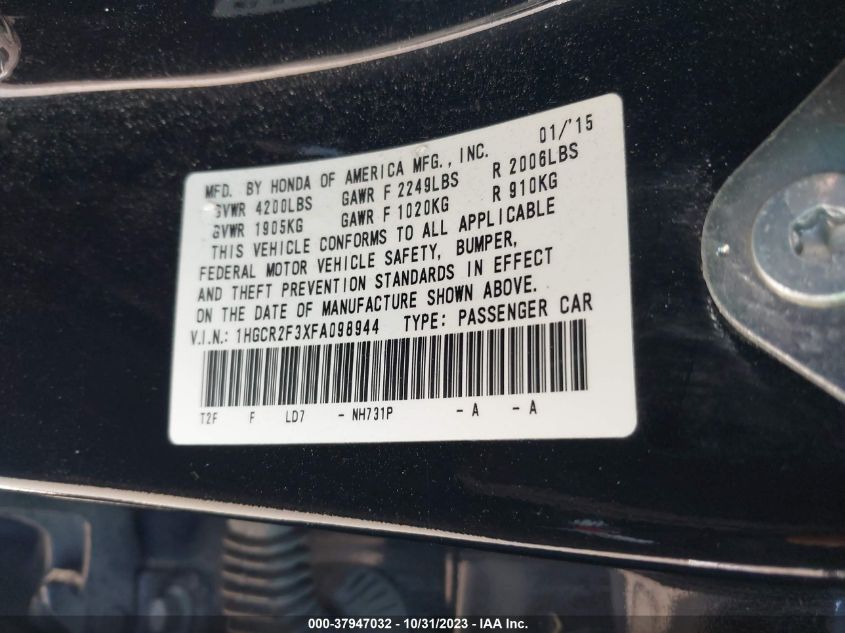 MFD. BY HONDA OF AMERICA MFG., INC. 01/'15
GVWR 4200LBS GAWR F 2249LBS R 2006LBS
GVWR 1905KG GAWR F 1020KG R 910KG
THIS VEHICLE CONFORMS TO ALL APPLICABLE
FEDERAL MOTOR VEHICLE SAFETY, BUMPER,
AND THEFT PREVENTION STANDARDS IN EFFECT
ON THE DATE OF MANUFACTURE SHOWN ABOVE.
V.I.N.: 1HGCR2F3XFA098944 TYPE: PASSENGER CAR
T2F F LD7 - NH731P - A - A
000-37947032 / 10/31/2023 - IAA Inc.